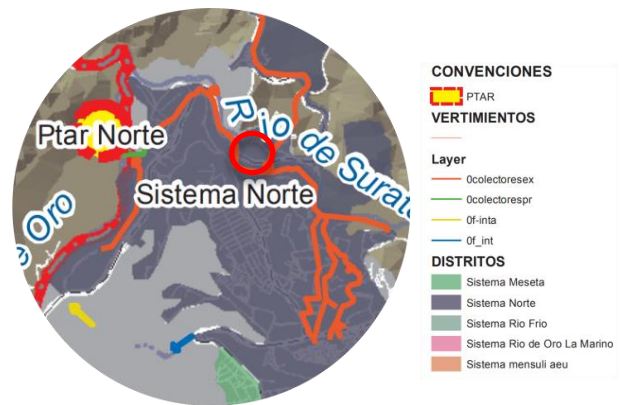 Ptar Norte
Rio de Surata
Sistema Norte
e Oro
CONVENCIONES
PTAR
VERTIMIENTOS
Layer
0colectoresex
0colectorespr
0f-inta
0f_int
DISTRITOS
Sistema Meseta
Sistema Norte
Sistema Rio Frio
Sistema Rio de Oro La Marino
Sistema mensuli aeu